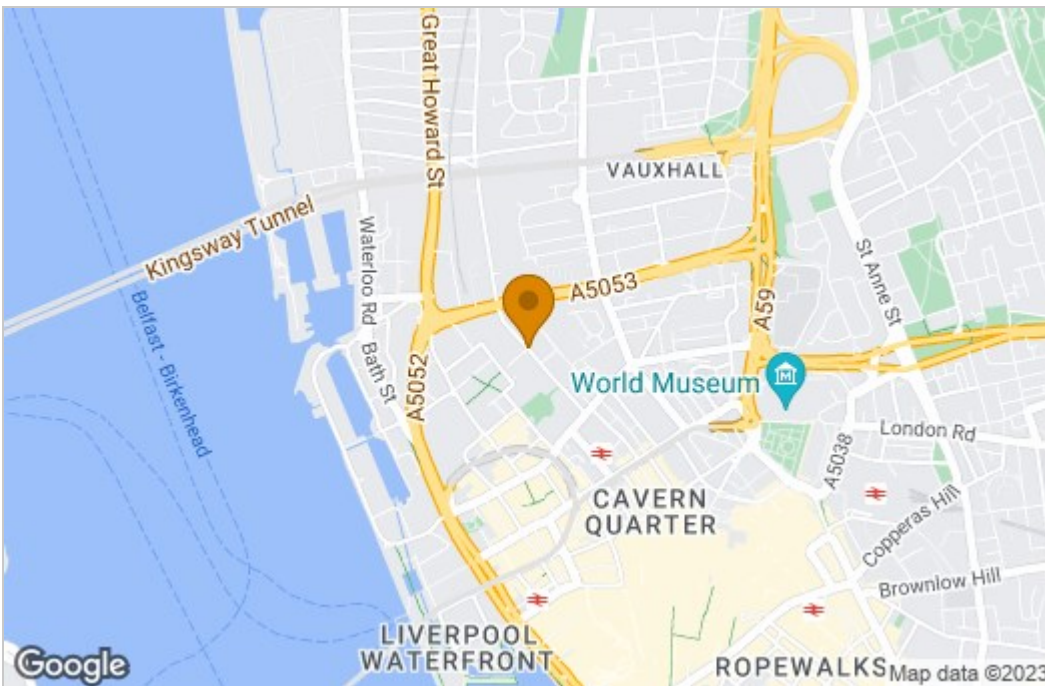 Great Howard St
VAUXHALL
Kingsway Tunnel
Waterloo Rd
St Anne St
Belfast - Birkenhead
A5053
A59
Bath St
A5052
World Museum
London Rd
A5038
CAVERN
QUARTER
Copperas Hill
Brownlow Hill
LIVERPOOL
WATERFRONT
ROPEWALKS
Google
Map data ©2023